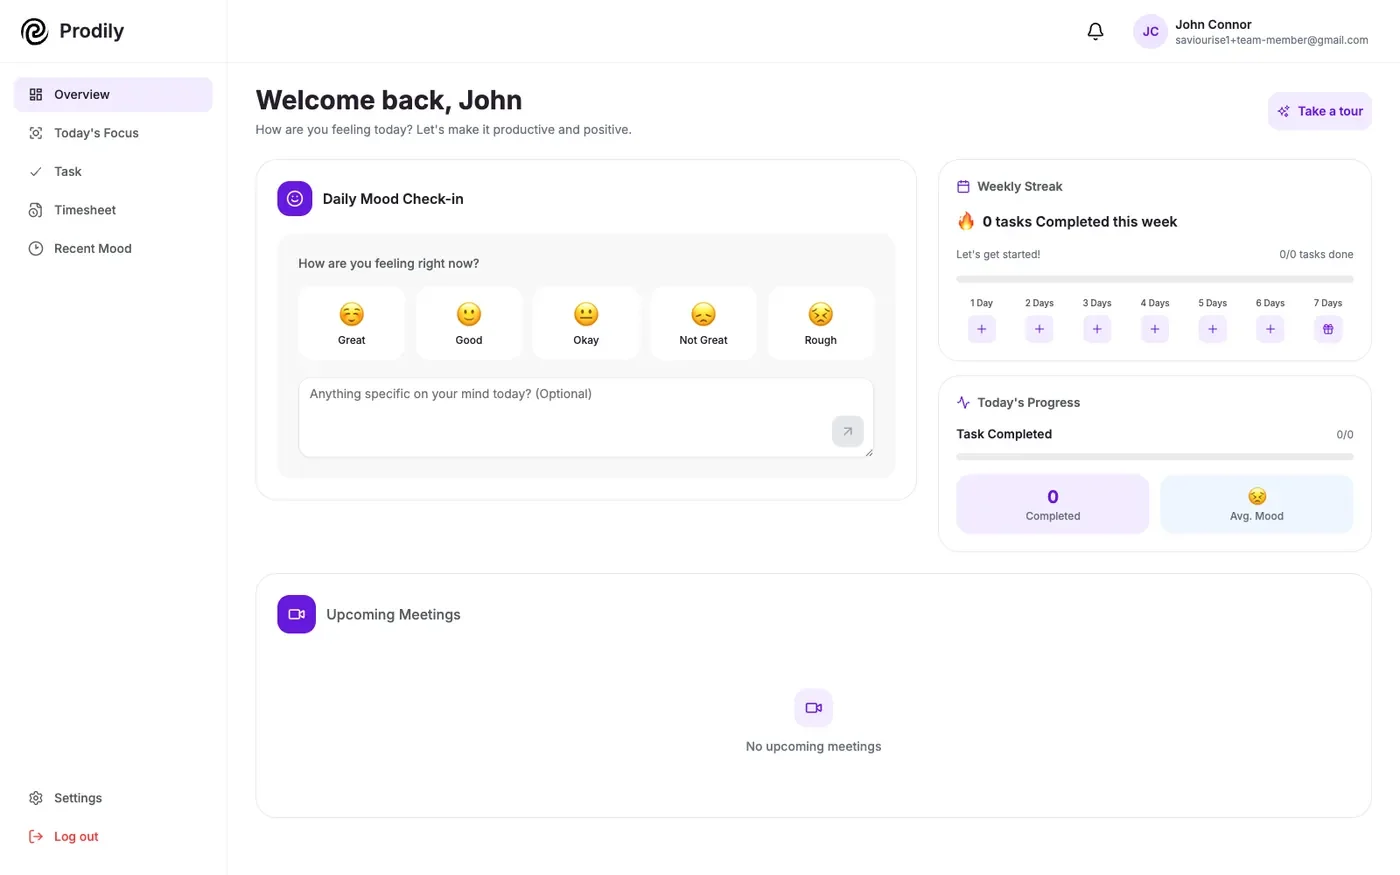 Prodily
John Connor
JC
saviourise1+team-member@gmail.com
Overview
Today's Focus
Task
Timesheet
Recent Mood
Settings
Log out
Welcome back, John
How are you feeling today? Let's make it productive and positive.
Take a tour
Daily Mood Check-in
How are you feeling right now?
Great
Good
Okay
Not Great
Rough
Anything specific on your mind today? (Optional)
Weekly Streak
0 tasks Completed this week
Let's get started!
0/0 tasks done
1 Day
2 Days
3 Days
4 Days
5 Days
6 Days
7 Days
Today's Progress
Task Completed
0/0
0
Completed
Avg. Mood
Upcoming Meetings
No upcoming meetings